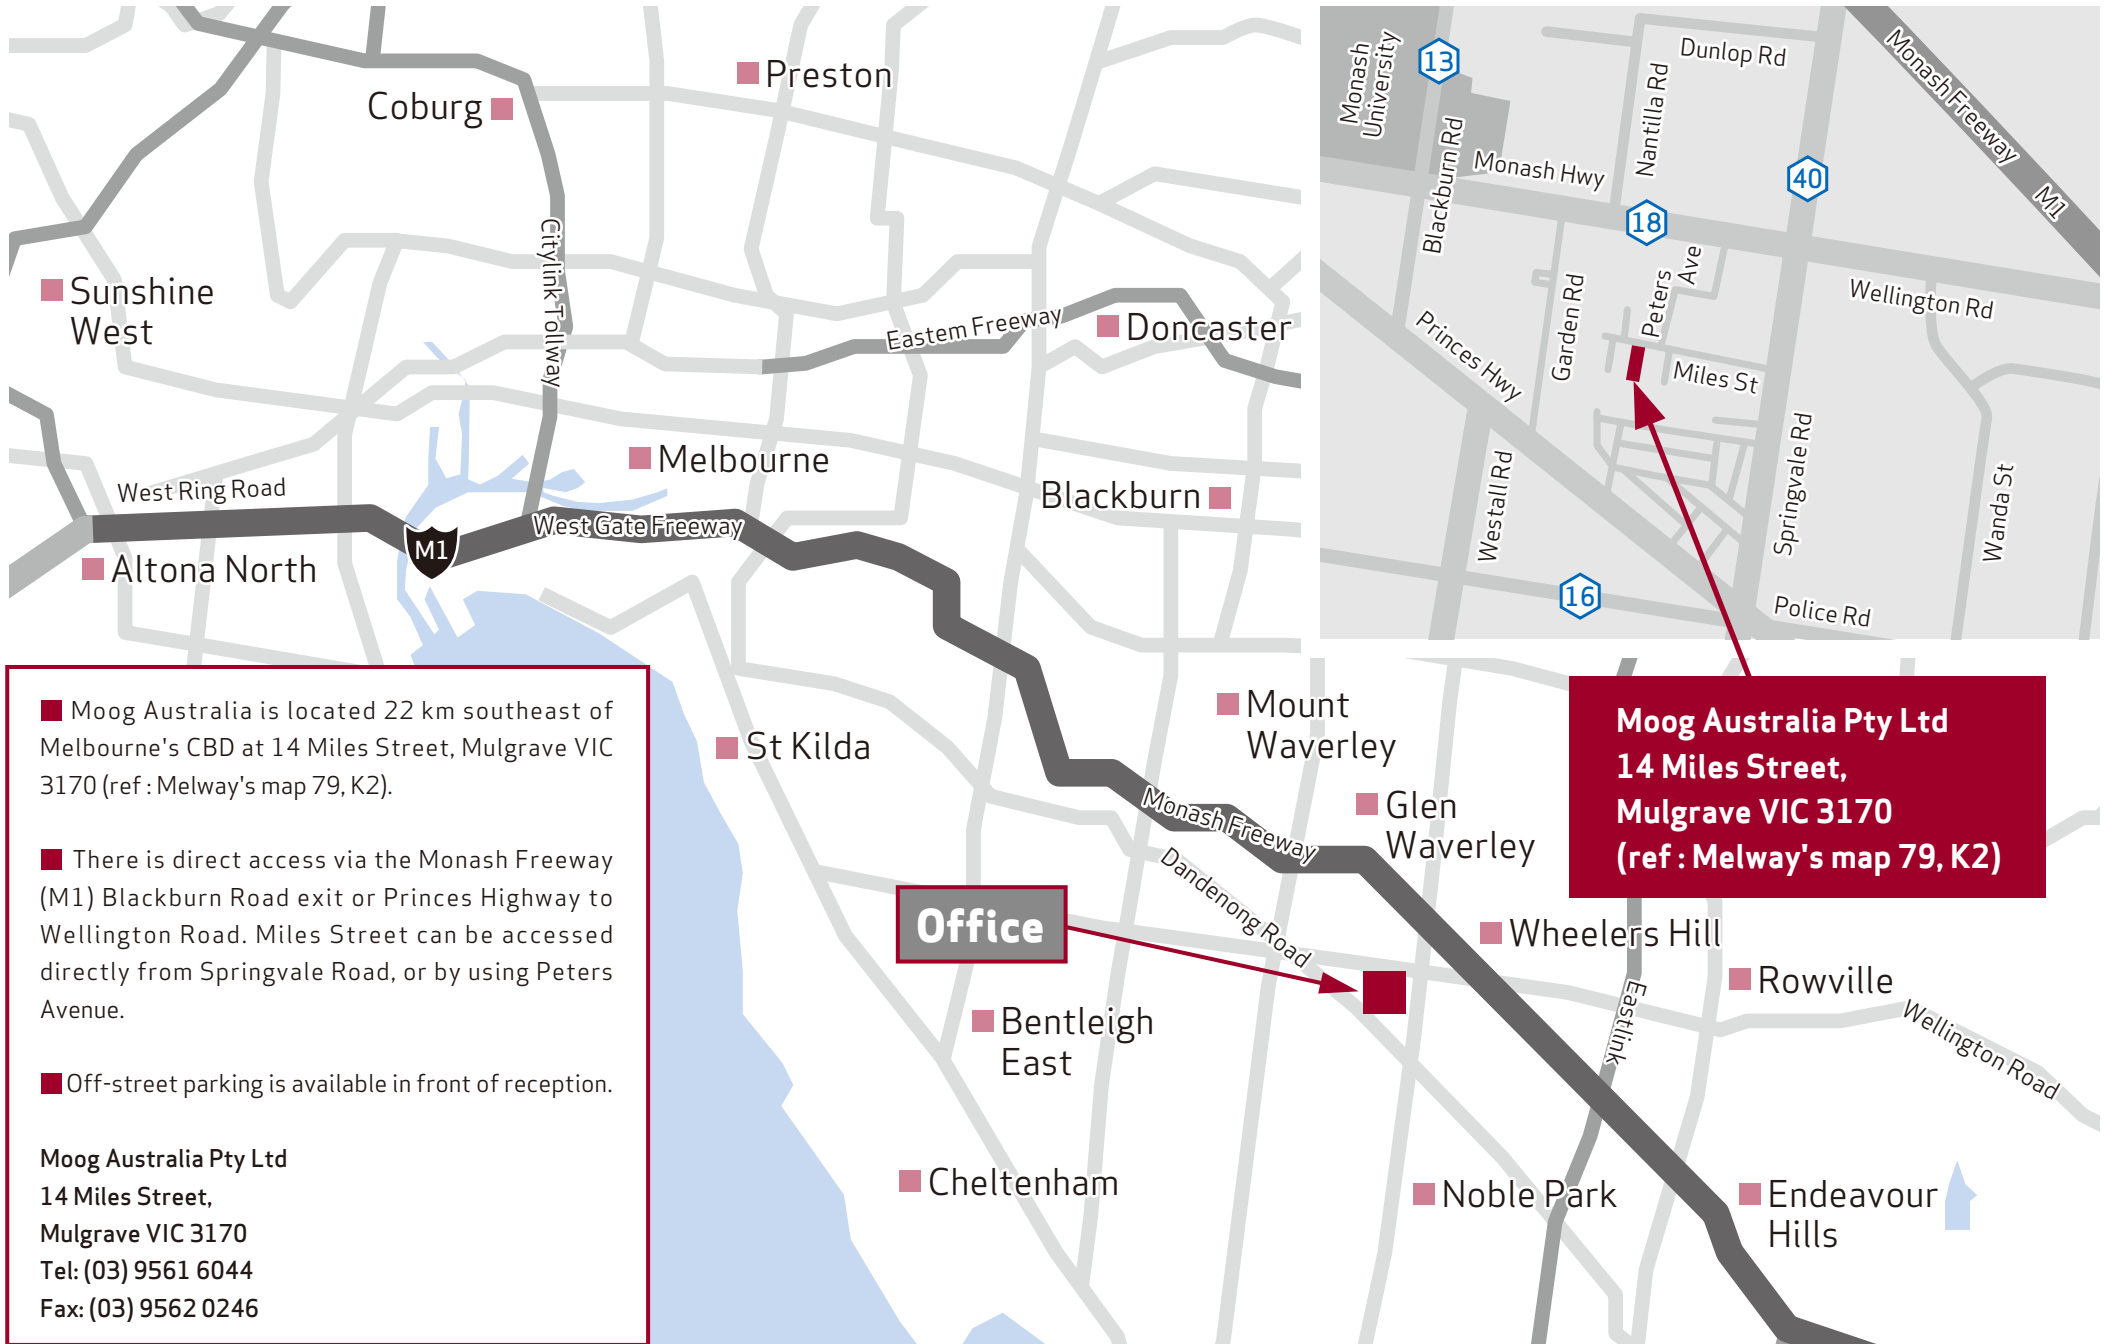 Preston
Coburg
Sunshine
West
Citylink Tollway
Eastem Freeway
Doncaster
Melbourne
Blackburn
West Ring Road
West Gate Freeway
M1
Altona North
Monash
University
13
Blackburn Rd
Monash Hwy
Nantilla Rd
Dunlop Rd
Monash Freeway
M1
40
18
Peters
Ave
Garden Rd
Wellington Rd
Princes Hwy
Miles St
Westall Rd
Springvale Rd
Wanda St
16
Police Rd
Moog Australia Pty Ltd
14 Miles Street,
Mulgrave VIC 3170
(ref : Melway's map 79, K2)
St Kilda
Mount
Waverley
Glen
Waverley
Monash Freeway
Dandenong Road
Office
Wheelers Hill
Rowville
Eastlink
Wellington Road
Bentleigh
East
Cheltenham
Noble Park
Endeavour
Hills
Moog Australia is located 22 km southeast of
Melbourne's CBD at 14 Miles Street, Mulgrave VIC
3170 (ref : Melway's map 79, K2).
There is direct access via the Monash Freeway
(M1) Blackburn Road exit or Princes Highway to
Wellington Road. Miles Street can be accessed
directly from Springvale Road, or by using Peters
Avenue.
Off-street parking is available in front of reception.
Moog Australia Pty Ltd
14 Miles Street,
Mulgrave VIC 3170
Tel: (03) 9561 6044
Fax: (03) 9562 0246